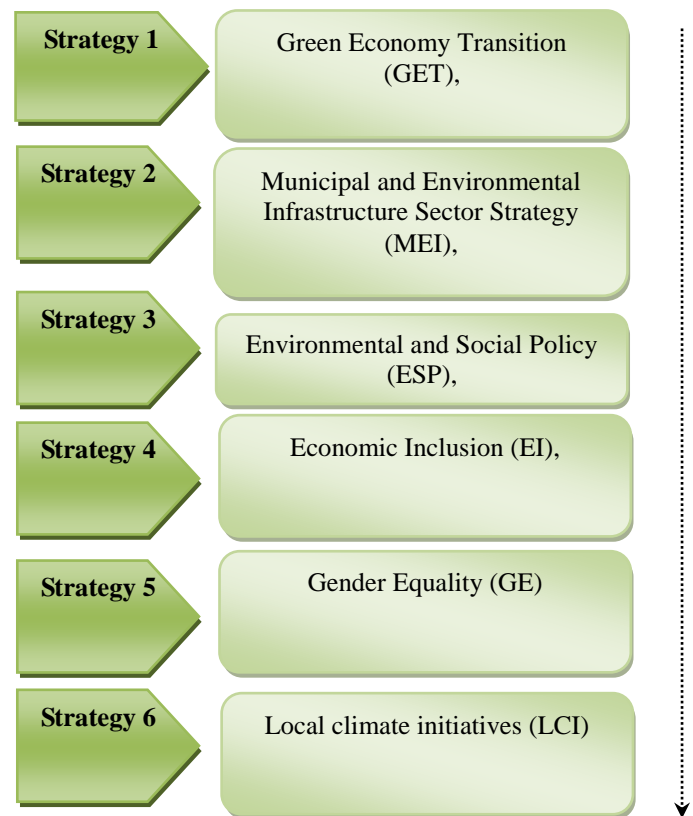 Strategy 1
Green Economy Transition
(GET),
Strategy 2
Municipal and Environmental
Infrastructure Sector Strategy
(MEI),
Strategy 3
Environmental and Social Policy
(ESP),
Strategy 4
Economic Inclusion (EI),
Strategy 5
Gender Equality (GE)
Strategy 6
Local climate initiatives (LCI)